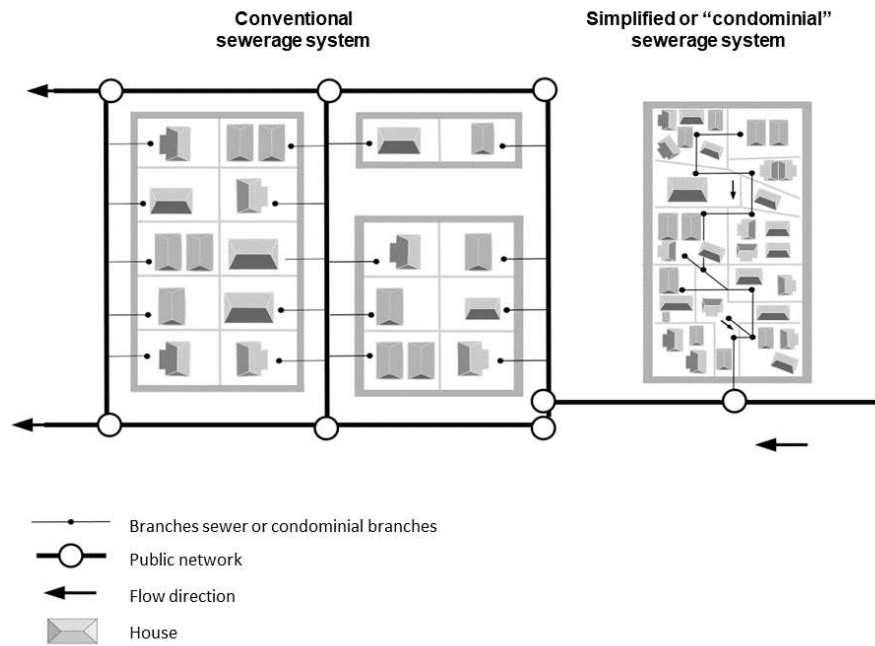 Conventional
sewerage system
Simplified or “condominial”
sewerage system
Branches sewer or condominial branches
Public network
Flow direction
House